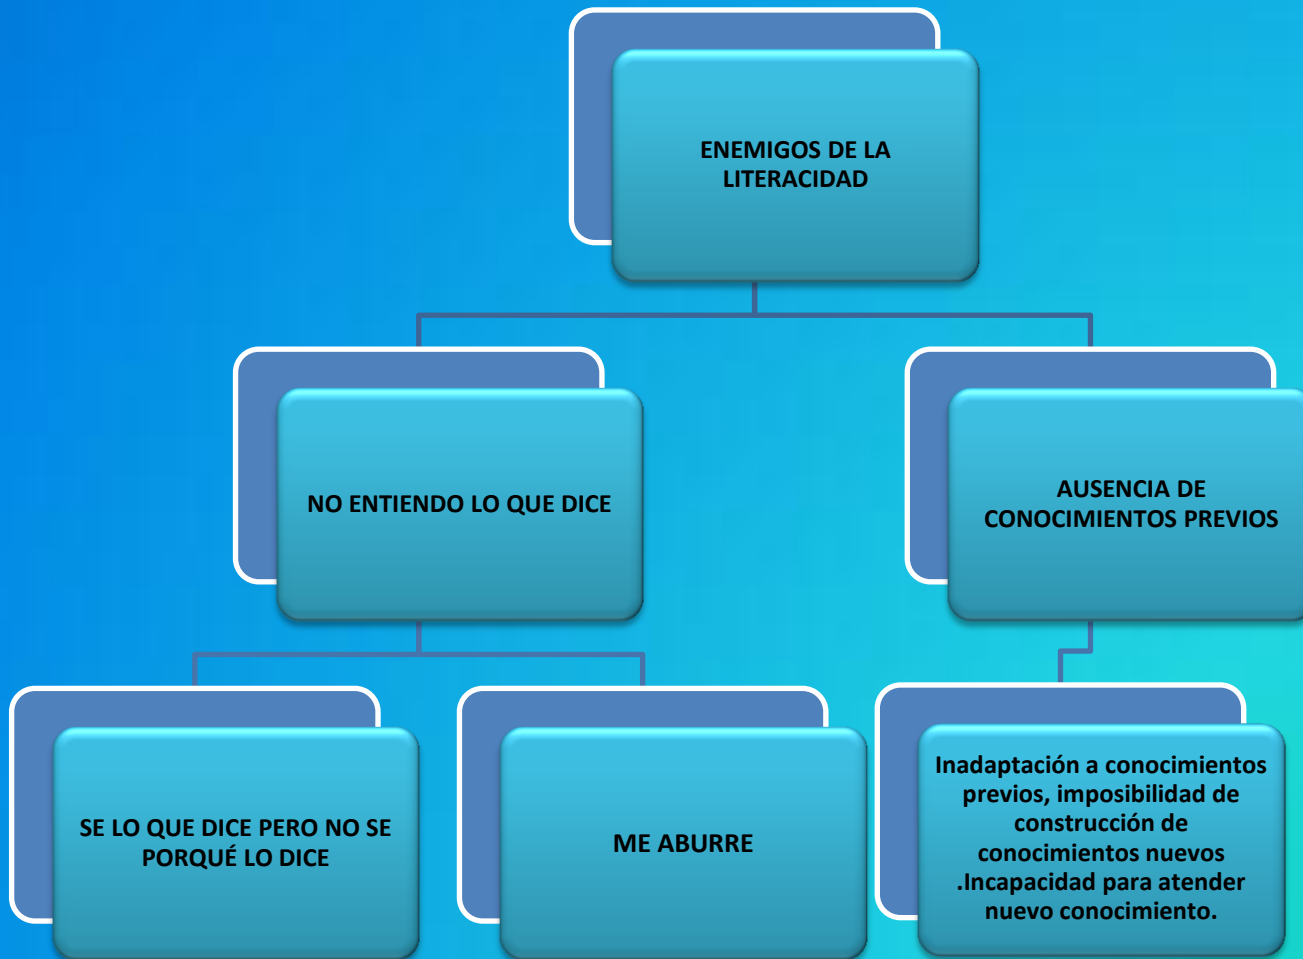 ENEMIGOS DE LA
LITERACIDAD
NO ENTIENDO LO QUE DICE
AUSENCIA DE
CONOCIMIENTOS PREVIOS
SE LO QUE DICE PERO NO SE
PORQUÉ LO DICE
ME ABURRE
Inadaptación a conocimientos
previos, imposibilidad de
construcción de
conocimientos nuevos
.Incapacidad para atender
nuevo conocimiento.